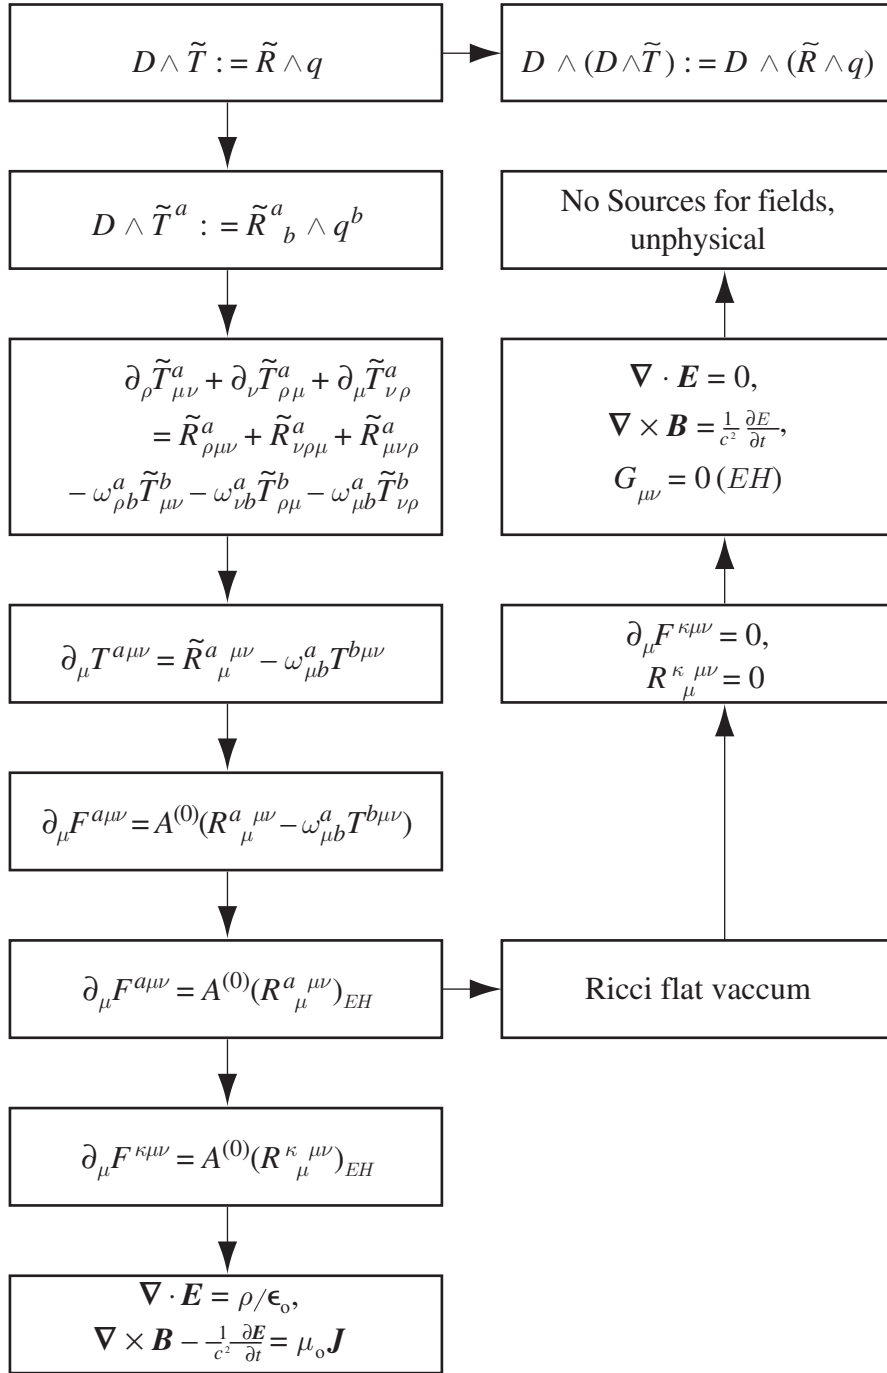 D ∧ T̃ := R̃ ∧ q
D ∧ (D ∧ T̃) := D ∧ (R̃ ∧ q)
D ∧ T̃ᵃ := R̃ᵃ_b ∧ qᵇ
No Sources for fields,
unphysical
∂_ρ T̃^a_{μν} + ∂_ν T̃^a_{ρμ} + ∂_μ T̃^a_{νρ}
= R̃^a_{ρμν} + R̃^a_{νρμ} + R̃^a_{μνρ}
− ω^a_{ρb} T̃^b_{μν} − ω^a_{νb} T̃^b_{ρμ} − ω^a_{μb} T̃^b_{νρ}
∇ · E = 0,
∇ × B = 1/c² ∂E/∂t,
G_{μν} = 0 (EH)
∂_μ T^{aμν} = R̃^a_μ^{μν} − ω^a_{μb} T^{bμν}
∂_μ F^{κμν} = 0,
R^κ_μ^{μν} = 0
∂_μ F^{aμν} = A^{(0)}(R^a_μ^{μν} − ω^a_{μb} T^{bμν})
∂_μ F^{aμν} = A^{(0)}(R^a_μ^{μν})_{EH}
Ricci flat vaccum
∂_μ F^{κμν} = A^{(0)}(R^κ_μ^{μν})_{EH}
∇ · E = ρ/ϵ_o,
∇ × B − 1/c² ∂E/∂t = μ_o J